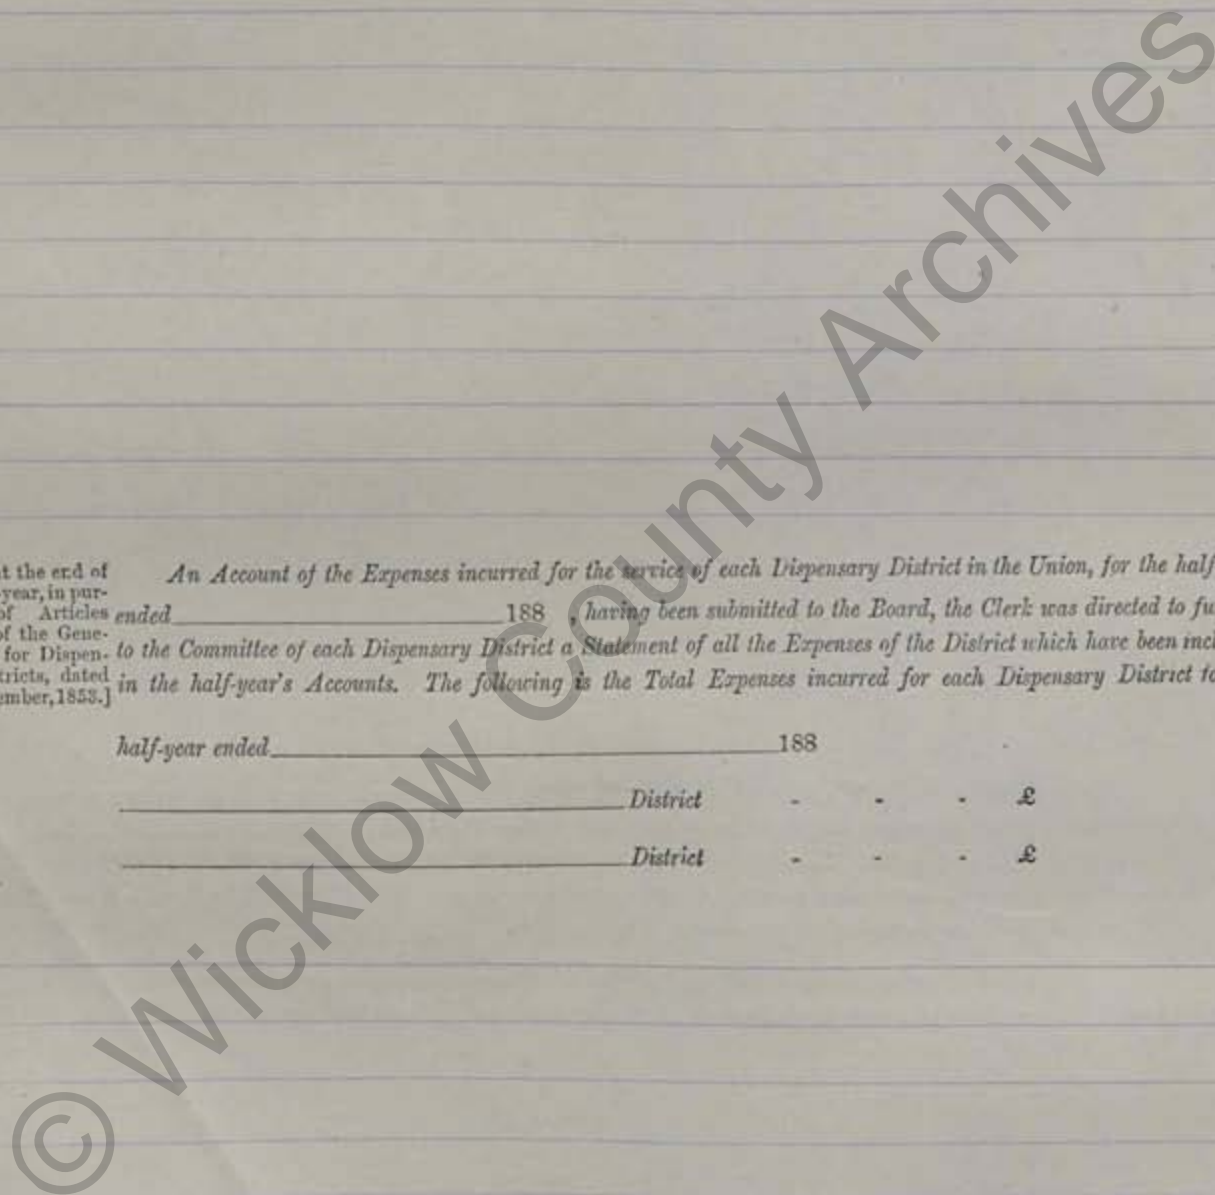 t the end of
year, in pur-
of Articles
of the Gene-
for Dispen-
tricts, dated
ember, 1853.]
An Account of the Expenses incurred for the service of each Dispensary District in the Union, for the half
ended 188 , having been submitted to the Board, the Clerk was directed to fu
to the Committee of each Dispensary District a Statement of all the Expenses of the District which have been incl
in the half-year's Accounts. The following is the Total Expenses incurred for each Dispensary District to
half-year ended 188
District - - - £
District - - - £
© Wicklow County Archives